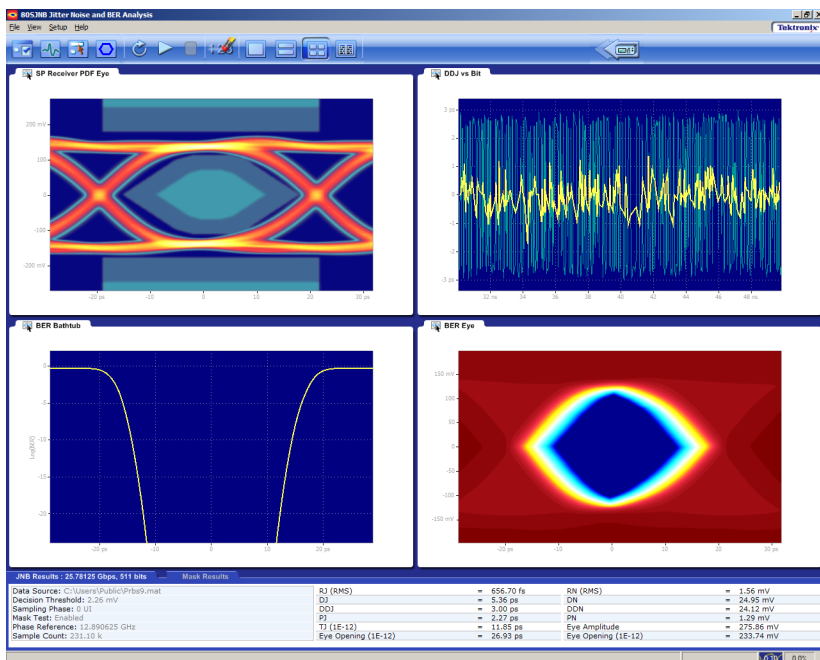 80SJNB Jitter Noise and BER Analysis
File View Setup Help
Tektronix
SP Receiver PDF Eye
200 mV
100
0
-100
-200 mV
-20 ps
-10
0
10
20 ps
DDJ vs Bit
3 ps
2
1
0
-1
-2
-3 ps
32 ns
34
36
38
40
42
44
46
48 ns
BER Bathtub
Log(BER)
0
-5
-10
-15
-20
-20 ps
-10
0
10
20 ps
BER Eye
150 mV
100
50
0
-50
-100
-150 mV
-20 ps
-10
0
10
20 ps
JNB Results : 25.78125 Gbps, 511 bits
Mask Results
Data Source: C:\Users\Public\Prbs9.mat
Decision Threshold: 2.26 mV
Sampling Phase: 0 UI
Mask Test: Enabled
Phase Reference: 12.890625 GHz
Sample Count: 231.10 k
RJ (RMS) = 656.70 fs
DJ = 5.36 ps
DDJ = 3.00 ps
PJ = 2.27 ps
TJ (1E-12) = 11.85 ps
Eye Opening (1E-12) = 26.93 ps
RN (RMS) = 1.56 mV
DN = 24.95 mV
DDN = 24.12 mV
PN = 1.29 mV
Eye Amplitude = 275.86 mV
Eye Opening (1E-12) = 233.74 mV
0.0%